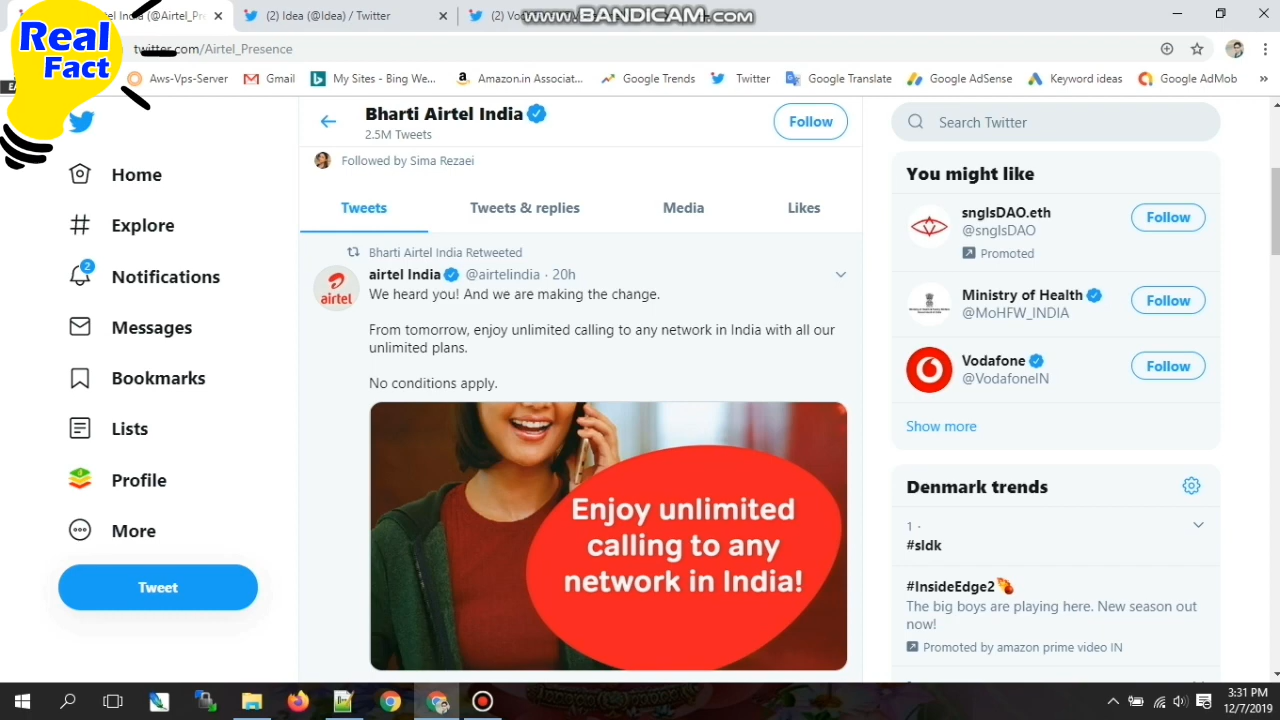 Real
Fact
India (@Airtel_Pre
(2) Idea (@Idea) / Twitter
(2) Vo
WWW.BANDICAM.COM
twitter.com/Airtel_Presence
Aws-Vps-Server
Gmail
My Sites - Bing We...
Amazon.in Associat...
Google Trends
Twitter
Google Translate
Google AdSense
Keyword ideas
Google AdMob
Bharti Airtel India
2.5M Tweets
Follow
Search Twitter
Followed by Sima Rezaei
Home
Explore
2
Notifications
Messages
Bookmarks
Lists
Profile
More
Tweet
Tweets
Tweets & replies
Media
Likes
Bharti Airtel India Retweeted
airtel India @airtelindia · 20h
airtel
We heard you! And we are making the change.
From tomorrow, enjoy unlimited calling to any network in India with all our
unlimited plans.
No conditions apply.
Enjoy unlimited
calling to any
network in India!
You might like
snglsDAO.eth
@snglsDAO
Promoted
Follow
Ministry of Health
@MoHFW_INDIA
Follow
Vodafone
@VodafoneIN
Follow
Show more
Denmark trends
1 ·
#sldk
#InsideEdge2
The big boys are playing here. New season out
now!
Promoted by amazon prime video IN
3:31 PM
12/7/2019